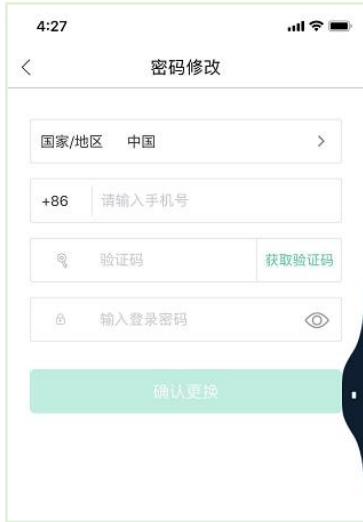 4:27
密码修改
国家/地区 中国
+86 请输入手机号
验证码 获取验证码
输入登录密码
确认更换